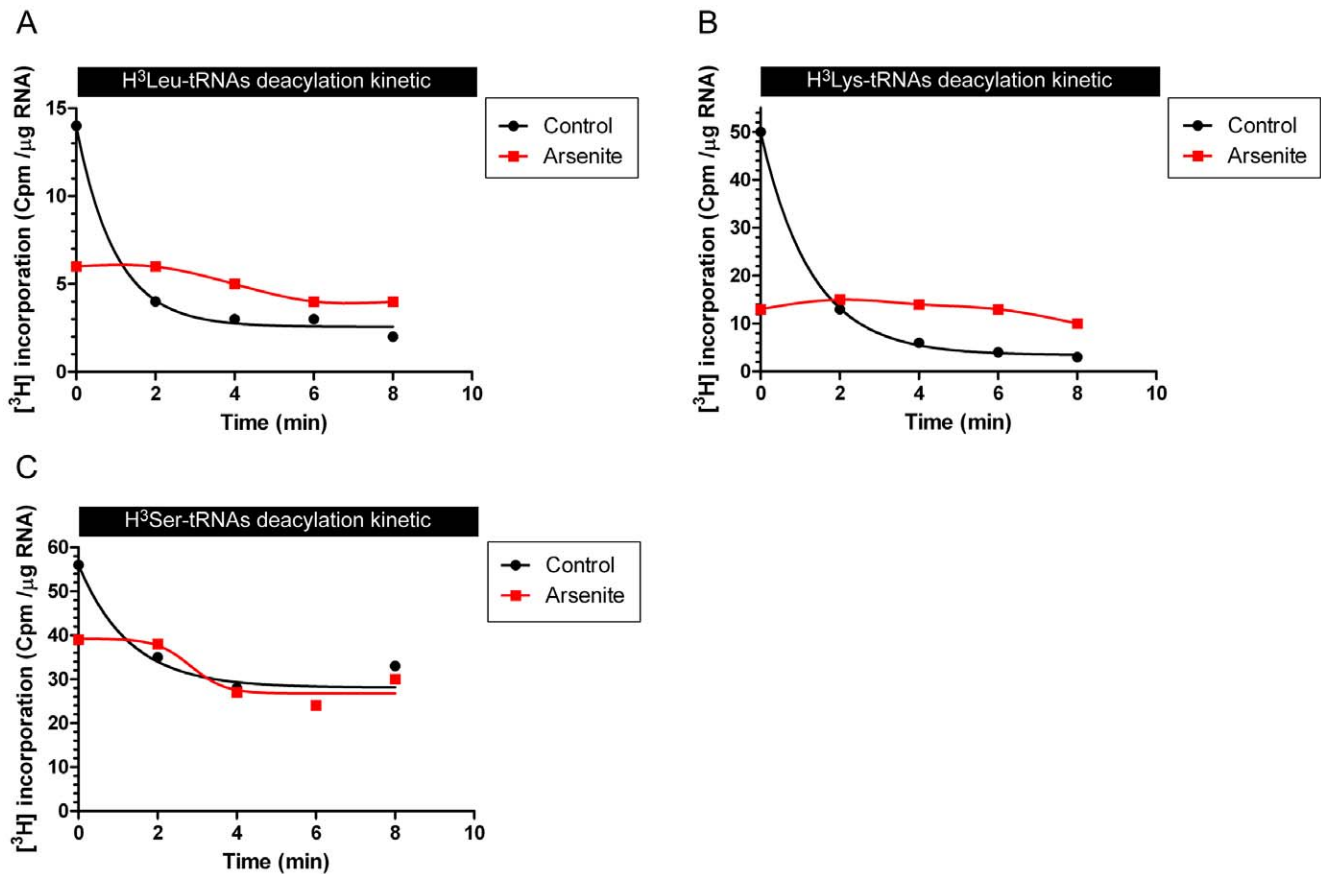 A
H³Leu-tRNAs deacylation kinetic
[³H] incorporation (Cpm /μg RNA)
15
10
5
0
0 2 4 6 8 10
Time (min)
Control
Arsenite
B
H³Lys-tRNAs deacylation kinetic
[³H] incorporation (Cpm /μg RNA)
50
40
30
20
10
0
0 2 4 6 8 10
Time (min)
Control
Arsenite
C
H³Ser-tRNAs deacylation kinetic
[³H] incorporation (Cpm /μg RNA)
60
50
40
30
20
10
0
0 2 4 6 8 10
Time (min)
Control
Arsenite